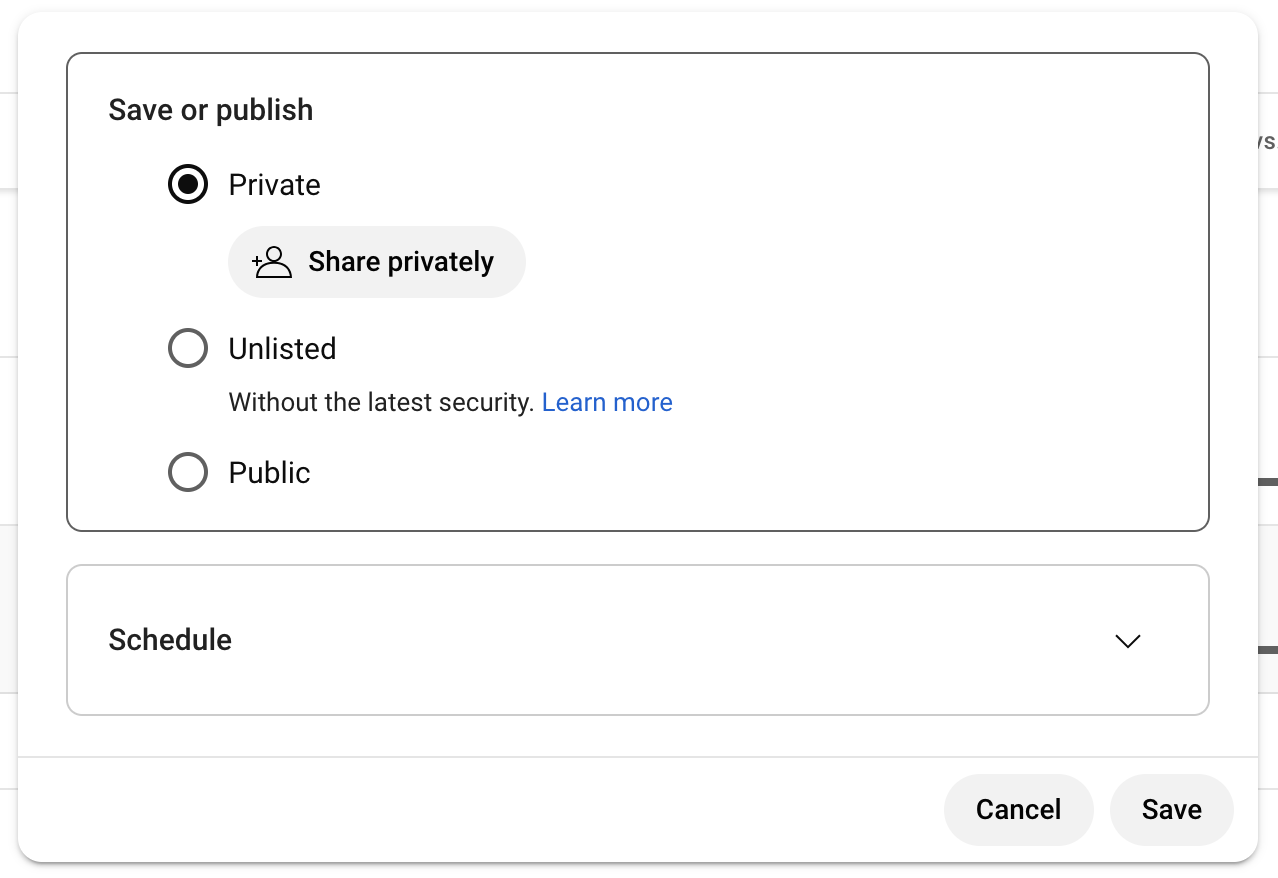 Save or publish
Private
Share privately
Unlisted
Without the latest security. Learn more
Public
Schedule
Cancel
Save